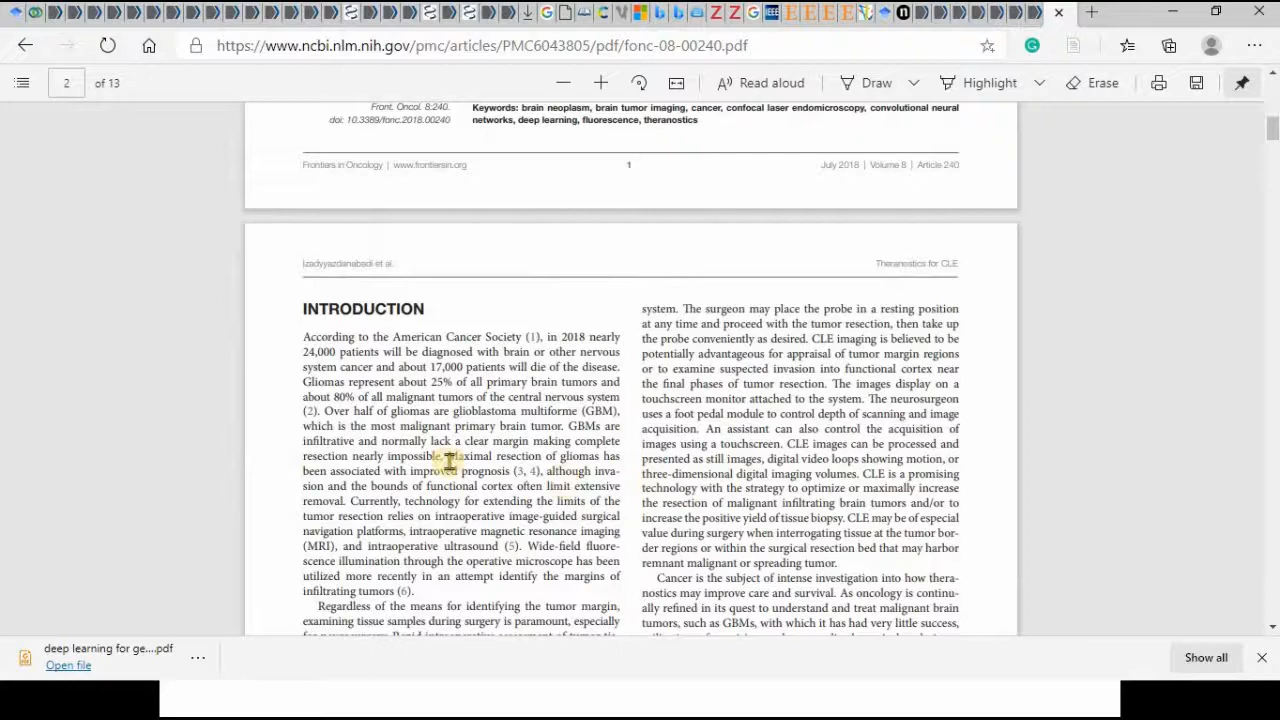 https://www.ncbi.nlm.nih.gov/pmc/articles/PMC6043805/pdf/fonc-08-00240.pdf
2 of 13
Read aloud
Draw
Highlight
Erase
Front. Oncol. 8:240.
doi: 10.3389/fonc.2018.00240
Keywords: brain neoplasm, brain tumor imaging, cancer, confocal laser endomicroscopy, convolutional neural
networks, deep learning, fluorescence, theranostics
Frontiers in Oncology | www.frontiersin.org
1
July 2018 | Volume 8 | Article 240
Izadyyazdanabadi et al.
Theranostics for CLE
INTRODUCTION
According to the American Cancer Society (1), in 2018 nearly
24,000 patients will be diagnosed with brain or other nervous
system cancer and about 17,000 patients will die of the disease.
Gliomas represent about 25% of all primary brain tumors and
about 80% of all malignant tumors of the central nervous system
(2). Over half of gliomas are glioblastoma multiforme (GBM),
which is the most malignant primary brain tumor. GBMs are
infiltrative and normally lack a clear margin making complete
resection nearly impossible. Maximal resection of gliomas has
been associated with improved prognosis (3, 4), although inva-
sion and the bounds of functional cortex often limit extensive
removal. Currently, technology for extending the limits of the
tumor resection relies on intraoperative image-guided surgical
navigation platforms, intraoperative magnetic resonance imaging
(MRI), and intraoperative ultrasound (5). Wide-field fluore-
scence illumination through the operative microscope has been
utilized more recently in an attempt identify the margins of
infiltrating tumors (6).
Regardless of the means for identifying the tumor margin,
examining tissue samples during surgery is paramount, especially
system. The surgeon may place the probe in a resting position
at any time and proceed with the tumor resection, then take up
the probe conveniently as desired. CLE imaging is believed to be
potentially advantageous for appraisal of tumor margin regions
or to examine suspected invasion into functional cortex near
the final phases of tumor resection. The images display on a
touchscreen monitor attached to the system. The neurosurgeon
uses a foot pedal module to control depth of scanning and image
acquisition. An assistant can also control the acquisition of
images using a touchscreen. CLE images can be processed and
presented as still images, digital video loops showing motion, or
three-dimensional digital imaging volumes. CLE is a promising
technology with the strategy to optimize or maximally increase
the resection of malignant infiltrating brain tumors and/or to
increase the positive yield of tissue biopsy. CLE may be of especial
value during surgery when interrogating tissue at the tumor bor-
der regions or within the surgical resection bed that may harbor
remnant malignant or spreading tumor.
Cancer is the subject of intense investigation into how thera-
nostics may improve care and survival. As oncology is continu-
ally refined in its quest to understand and treat malignant brain
tumors, such as GBMs, with which it has had very little success,
deep learning for ge....pdf
Open file
Show all